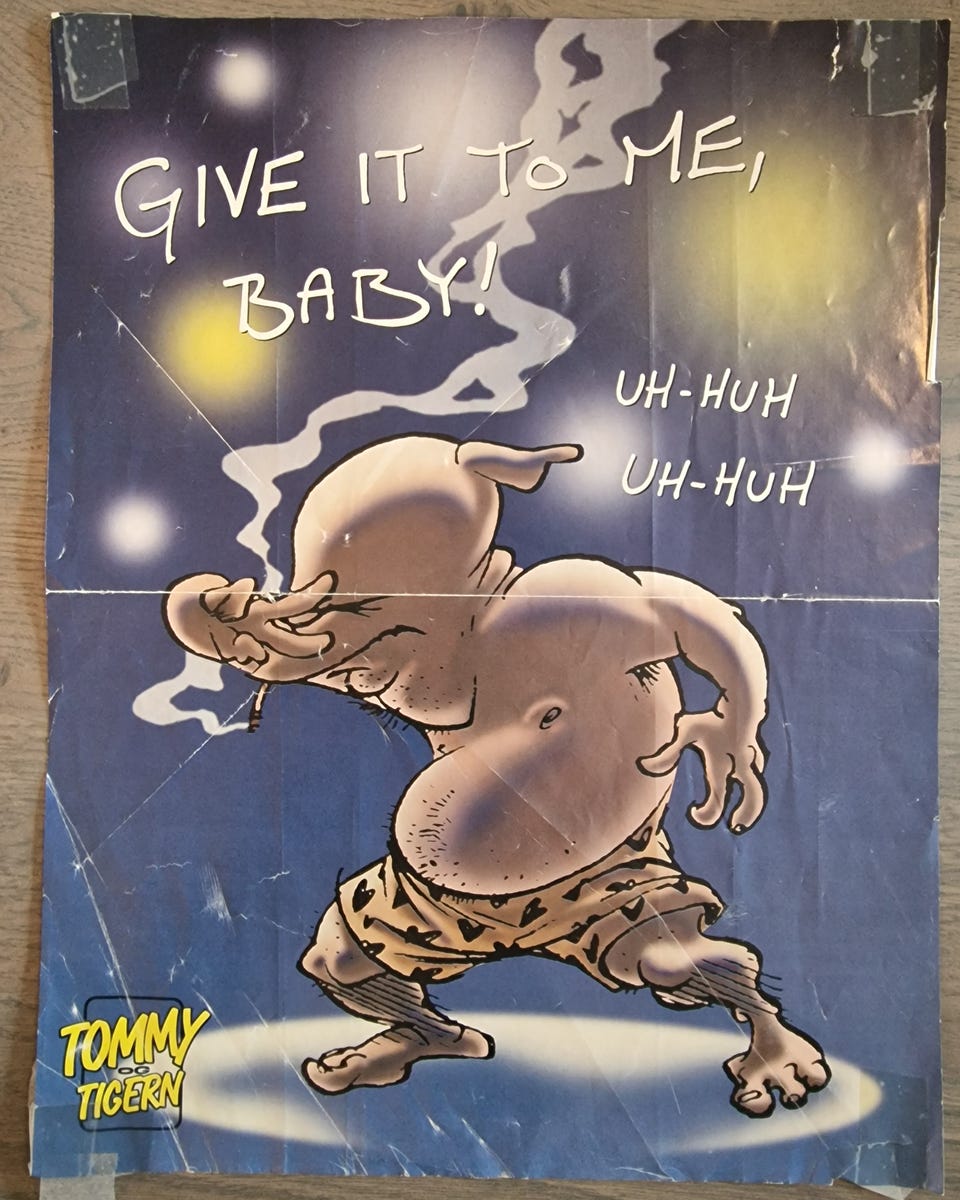 GIVE IT TO ME,
BABY!
UH-HUH
UH-HUH
TOMMY
OG
TIGERN